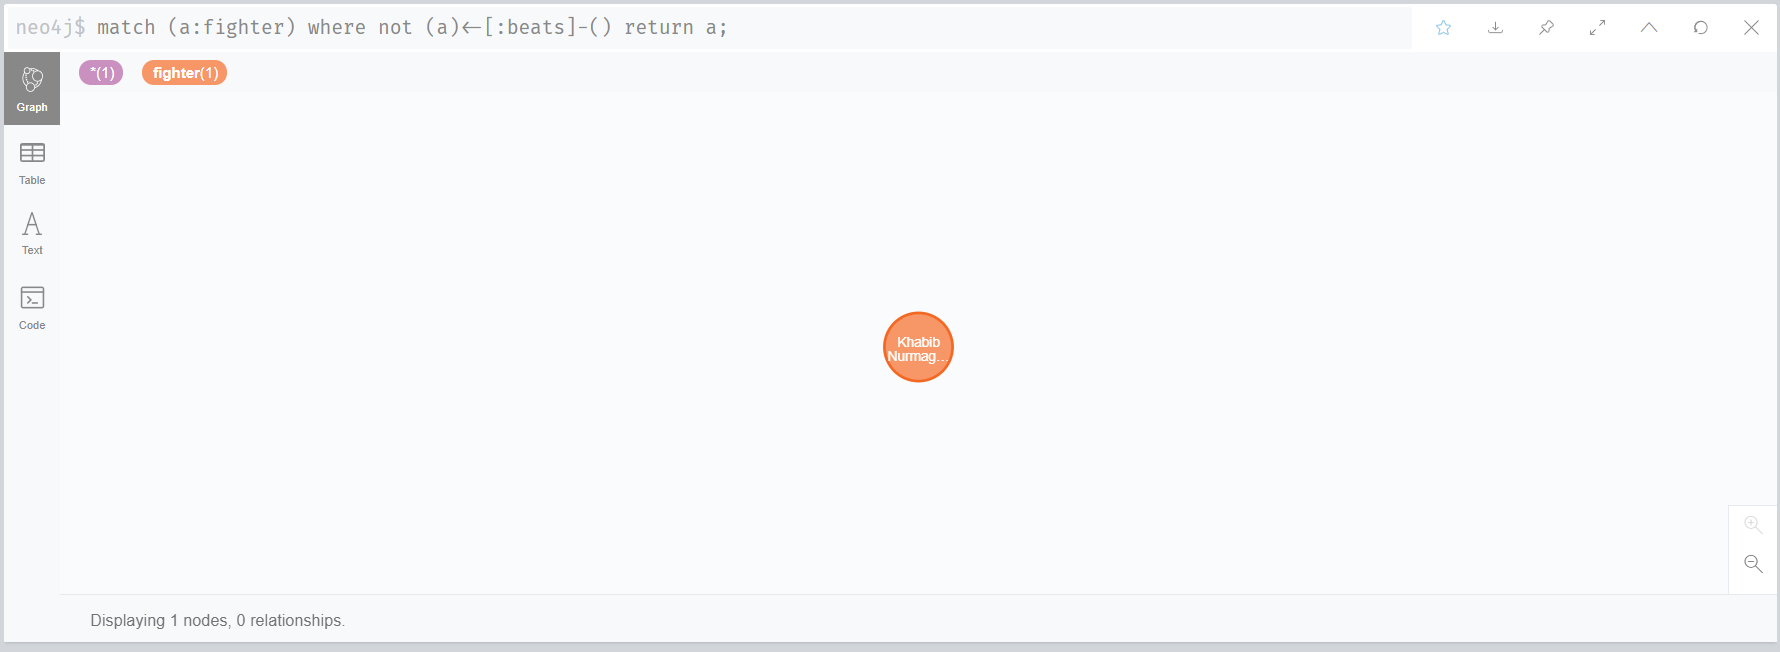 neo4j$ match (a:fighter) where not (a)<-[:beats]-() return a;
*(1) fighter(1)
Graph
Table
Text
Code
Khabib
Nurmag...
Displaying 1 nodes, 0 relationships.